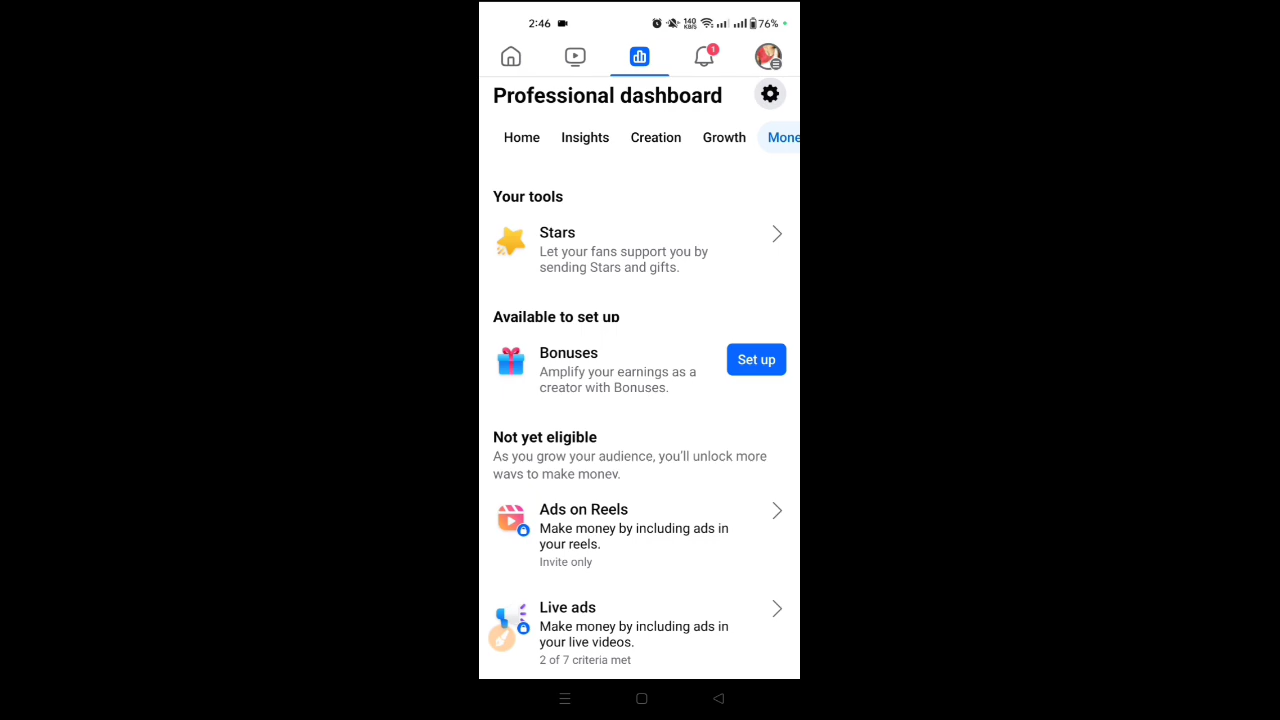 2:46
140
KB/S
76%
1
Professional dashboard
Home Insights Creation Growth Mone
Your tools
Stars
Let your fans support you by
sending Stars and gifts.
Available to set up
Bonuses
Set up
Amplify your earnings as a
creator with Bonuses.
Not yet eligible
As you grow your audience, you'll unlock more
ways to make money.
Ads on Reels
Make money by including ads in
your reels.
Invite only
Live ads
Make money by including ads in
your live videos.
2 of 7 criteria met